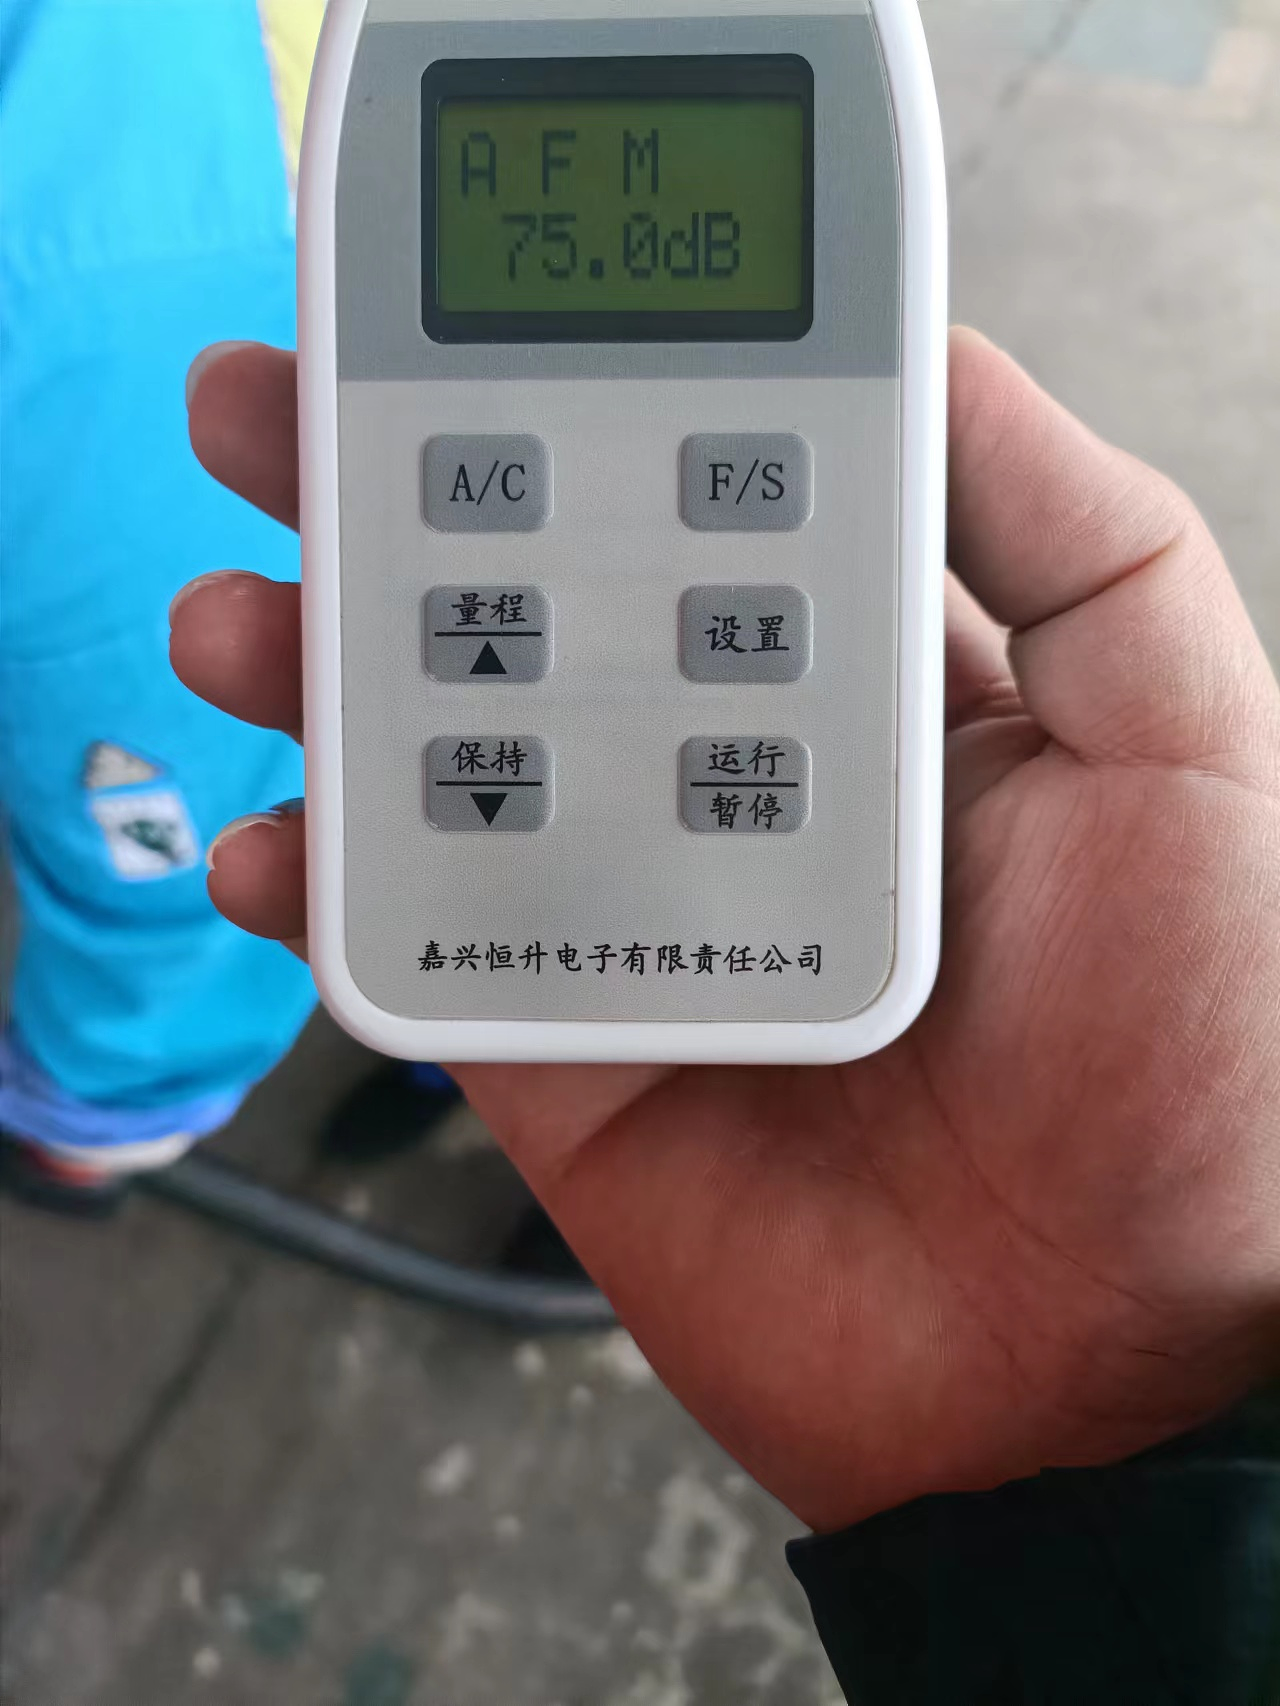 A F M
75.0dB
A/C
F/S
量程
▲
设置
保持
▼
运行
暂停
嘉兴恒升电子有限责任公司